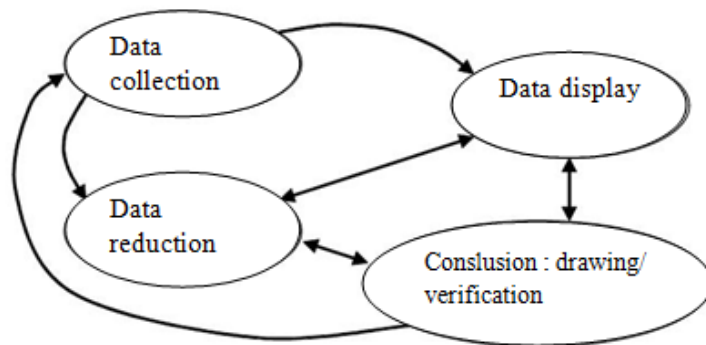 Data
collection
Data display
Data
reduction
Conslusion : drawing/
verification